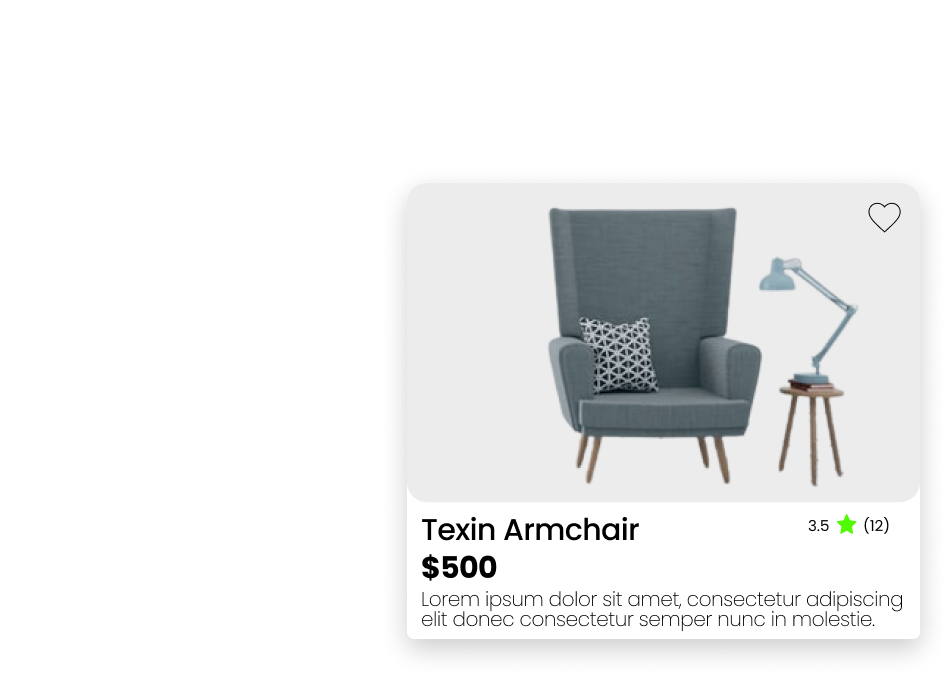 Texin Armchair
3.5 (12)
$500
Lorem ipsum dolor sit amet, consectetur adipiscing
elit donec consectetur semper nunc in molestie.